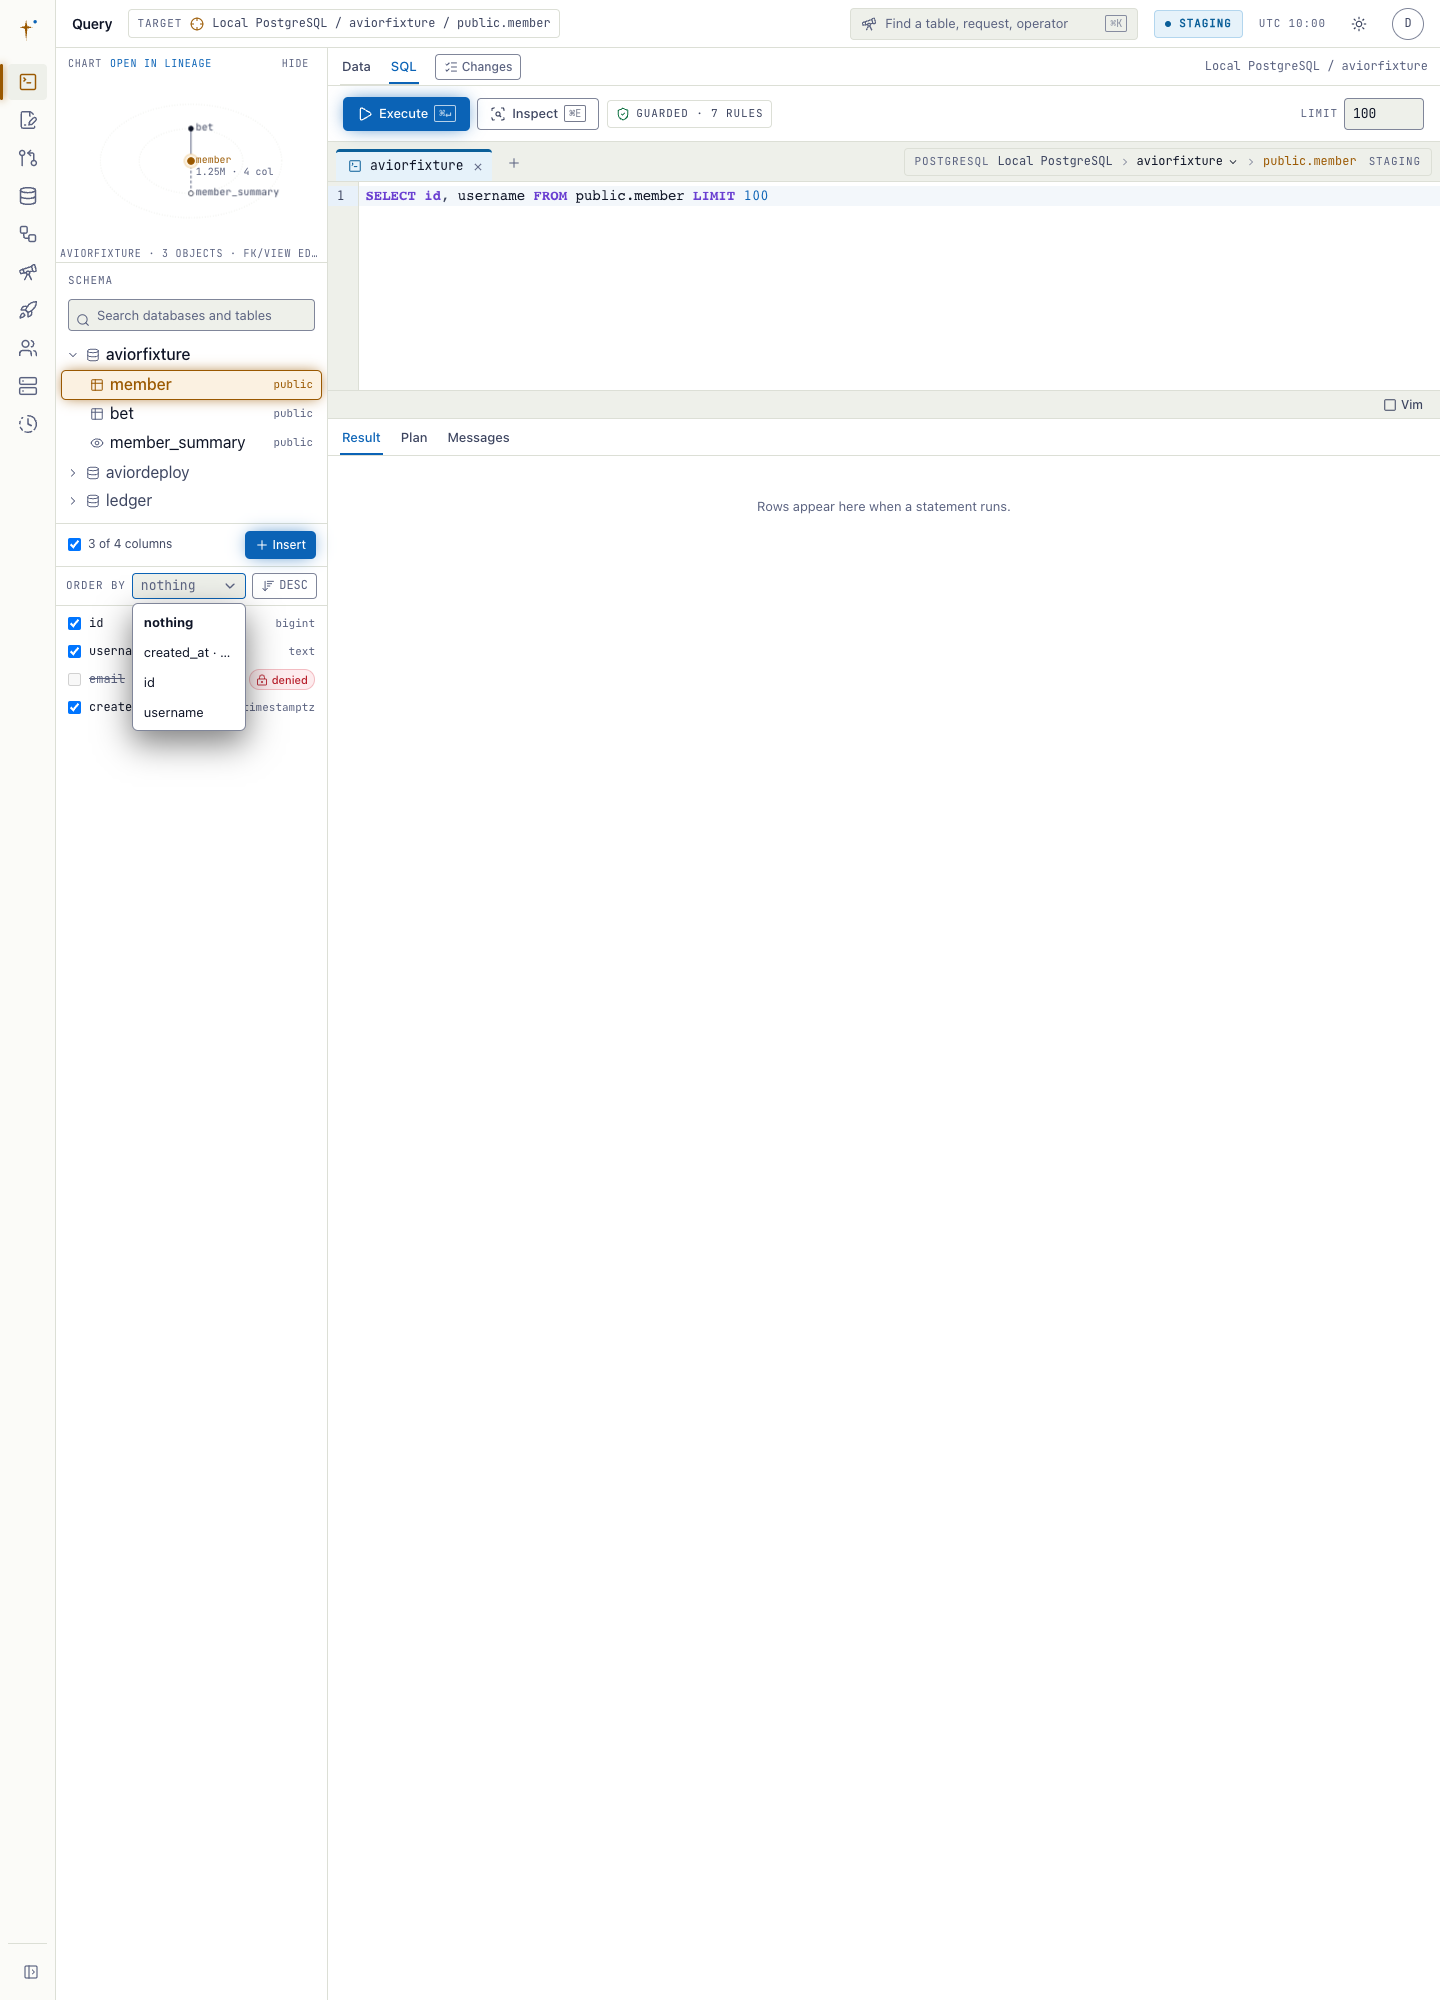 Query
TARGET Local PostgreSQL / aviorfixture / public.member
Find a table, request, operator ⌘K
STAGING
UTC 10:00
D
CHART OPEN IN LINEAGE HIDE
bet
member
1.25M · 4 col
member_summary
AVIORFIXTURE · 3 OBJECTS · FK/VIEW ED…
SCHEMA
Search databases and tables
aviorfixture
member public
bet public
member_summary public
aviordeploy
ledger
3 of 4 columns
Insert
ORDER BY nothing DESC
nothing
created_at · ...
id
username
id bigint
userna text
email denied
create timestamptz
Data SQL Changes
Local PostgreSQL / aviorfixture
Execute ⌘↵
Inspect ⌘E
GUARDED · 7 RULES
LIMIT 100
aviorfixture × +
POSTGRESQL Local PostgreSQL > aviorfixture > public.member STAGING
1 SELECT id, username FROM public.member LIMIT 100
Vim
Result Plan Messages
Rows appear here when a statement runs.